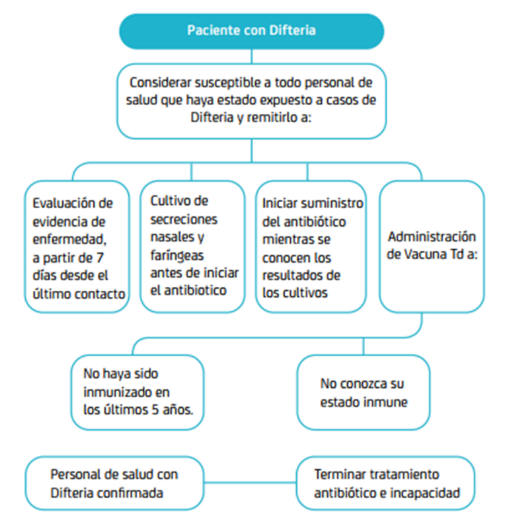 Paciente con Difteria
Considerar susceptible a todo personal de
salud que haya estado expuesto a casos de
Difteria y remitirlo a:
Evaluación de
evidencia de
enfermedad,
a partir de 7
días desde el
último contacto
Cultivo de
secreciones
nasales y
faríngeas
antes de iniciar
el antibiotico
Iniciar suministro
del antibiótico
mientras se
conocen los
resultados de
los cultivos
Administración
de Vacuna Td a:
No haya sido
inmunizado en
los últimos 5 años.
No conozca su
estado inmune
Personal de salud con
Difteria confirmada
Terminar tratamiento
antibiótico e incapacidad